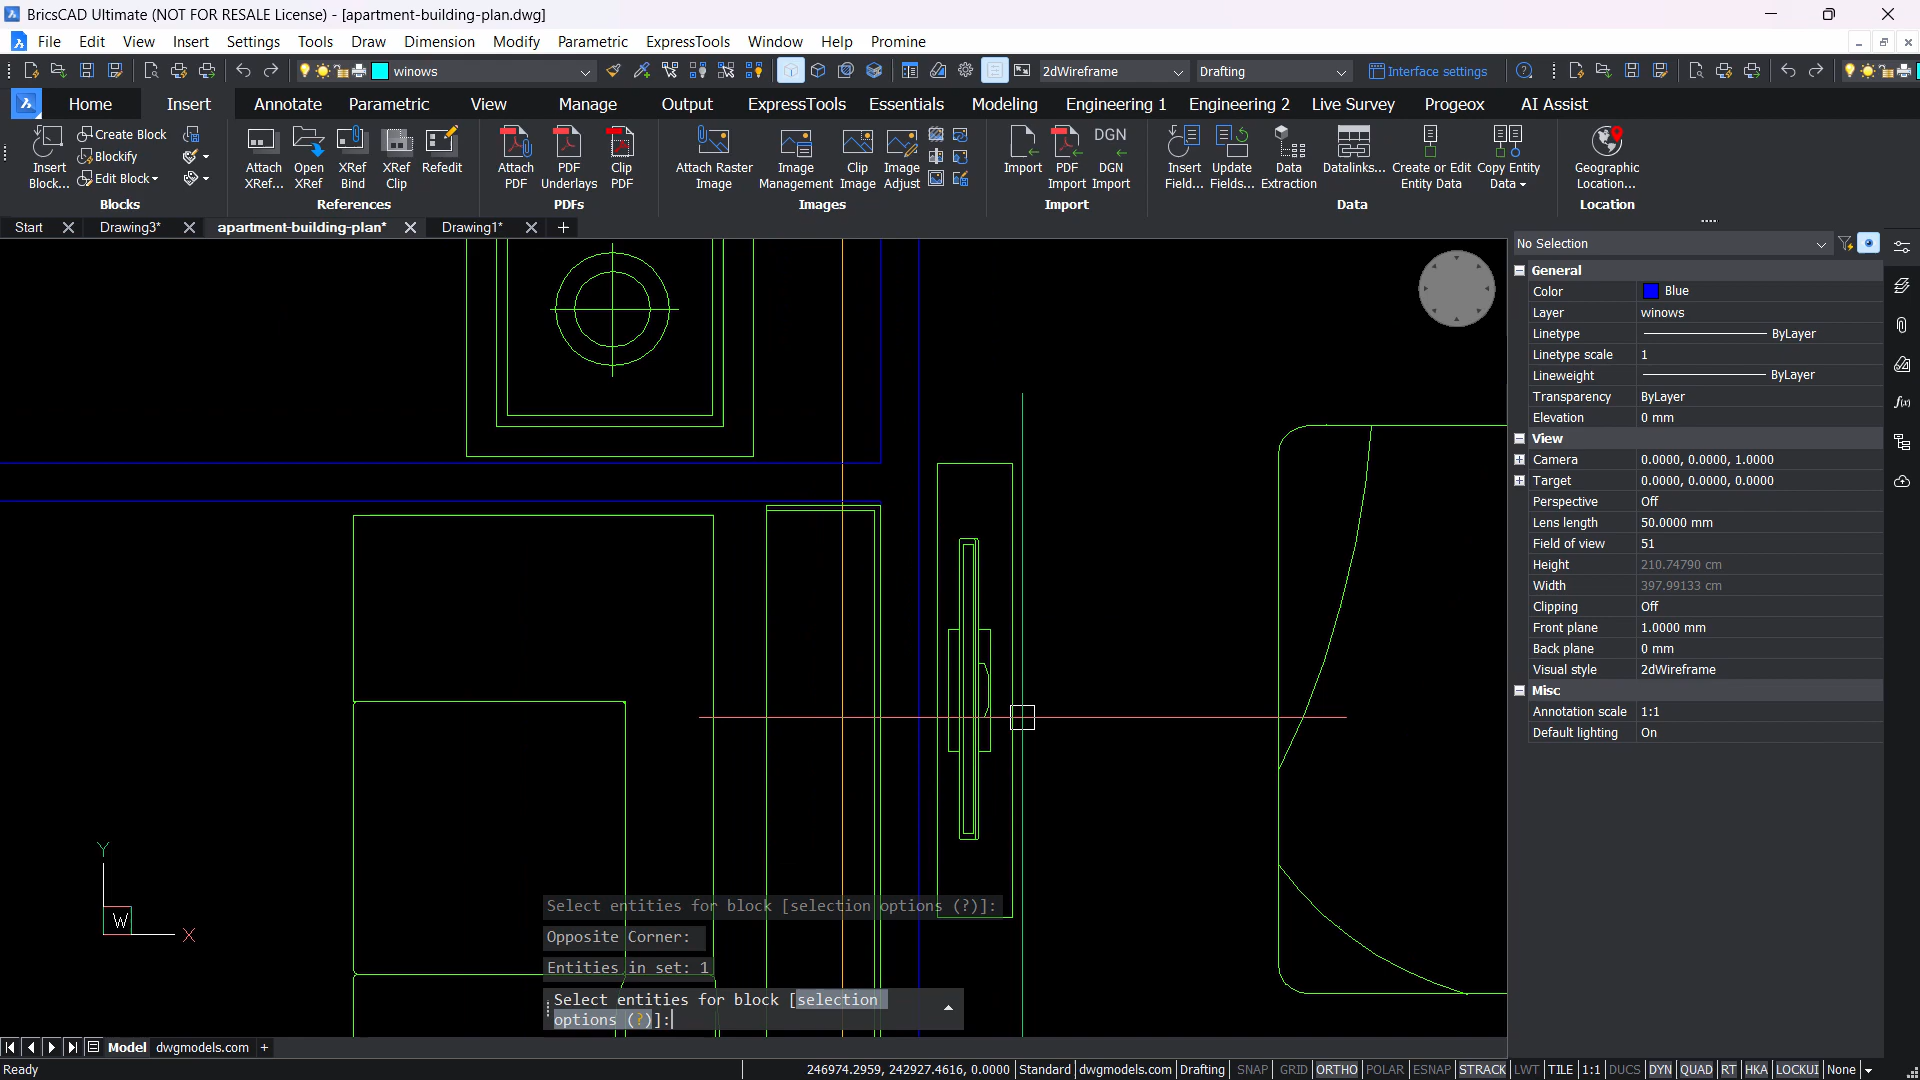 BricsCAD Ultimate (NOT FOR RESALE License) - [apartment-building-plan.dwg]
File Edit View Insert Settings Tools Draw Dimension Modify Parametric ExpressTools Window Help Promine
winows 2dWireframe Drafting Interface settings
Home Insert Annotate Parametric View Manage Output ExpressTools Essentials Modeling Engineering 1 Engineering 2 Live Survey Progeox AI Assist
Insert Block...
Create Block
Blockify
Edit Block
Blocks
Attach XRef...
Open XRef
XRef Bind
XRef Clip
Refedit
References
Attach PDF
PDF Underlays
Clip PDF
PDFs
Attach Raster Image
Image Management
Clip Image
Image Adjust
Images
Import
PDF Import
DGN
DGN Import
Import
Insert Field...
Update Fields...
Data Extraction
Datalinks...
Create or Edit Entity Data
Copy Entity Data
Data
Geographic Location...
Location
Start Drawing3* apartment-building-plan* Drawing1*
No Selection
General
Color Blue
Layer winows
Linetype ByLayer
Linetype scale 1
Lineweight ByLayer
Transparency ByLayer
Elevation 0 mm
View
Camera 0.0000, 0.0000, 1.0000
Target 0.0000, 0.0000, 0.0000
Perspective Off
Lens length 50.0000 mm
Field of view 51
Height 210.74790 cm
Width 397.99133 cm
Clipping Off
Front plane 1.0000 mm
Back plane 0 mm
Visual style 2dWireframe
Misc
Annotation scale 1:1
Default lighting On
Y
W
X
Select entities for block [selection options (?)]:
Opposite Corner:
Entities in set: 1
Select entities for block [selection
options (?)]:
Model dwgmodels.com +
Ready 246974.2959, 242927.4616, 0.0000 Standard dwgmodels.com Drafting SNAP GRID ORTHO POLAR ESNAP STRACK LWT TILE 1:1 DUCS DYN QUAD RT HKA LOCKUI None